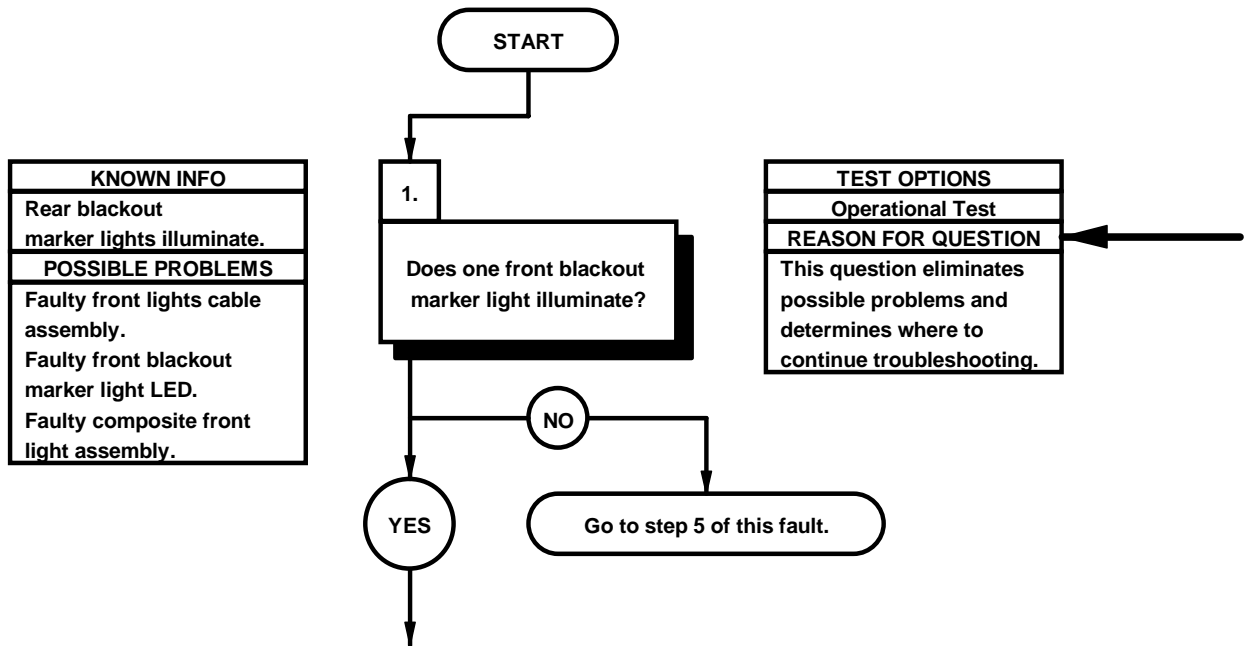 START
KNOWN INFO
Rear blackout
marker lights illuminate.
POSSIBLE PROBLEMS
Faulty front lights cable
assembly.
Faulty front blackout
marker light LED.
Faulty composite front
light assembly.
1.
Does one front blackout
marker light illuminate?
TEST OPTIONS
Operational Test
REASON FOR QUESTION
This question eliminates
possible problems and
determines where to
continue troubleshooting.
NO
YES
Go to step 5 of this fault.